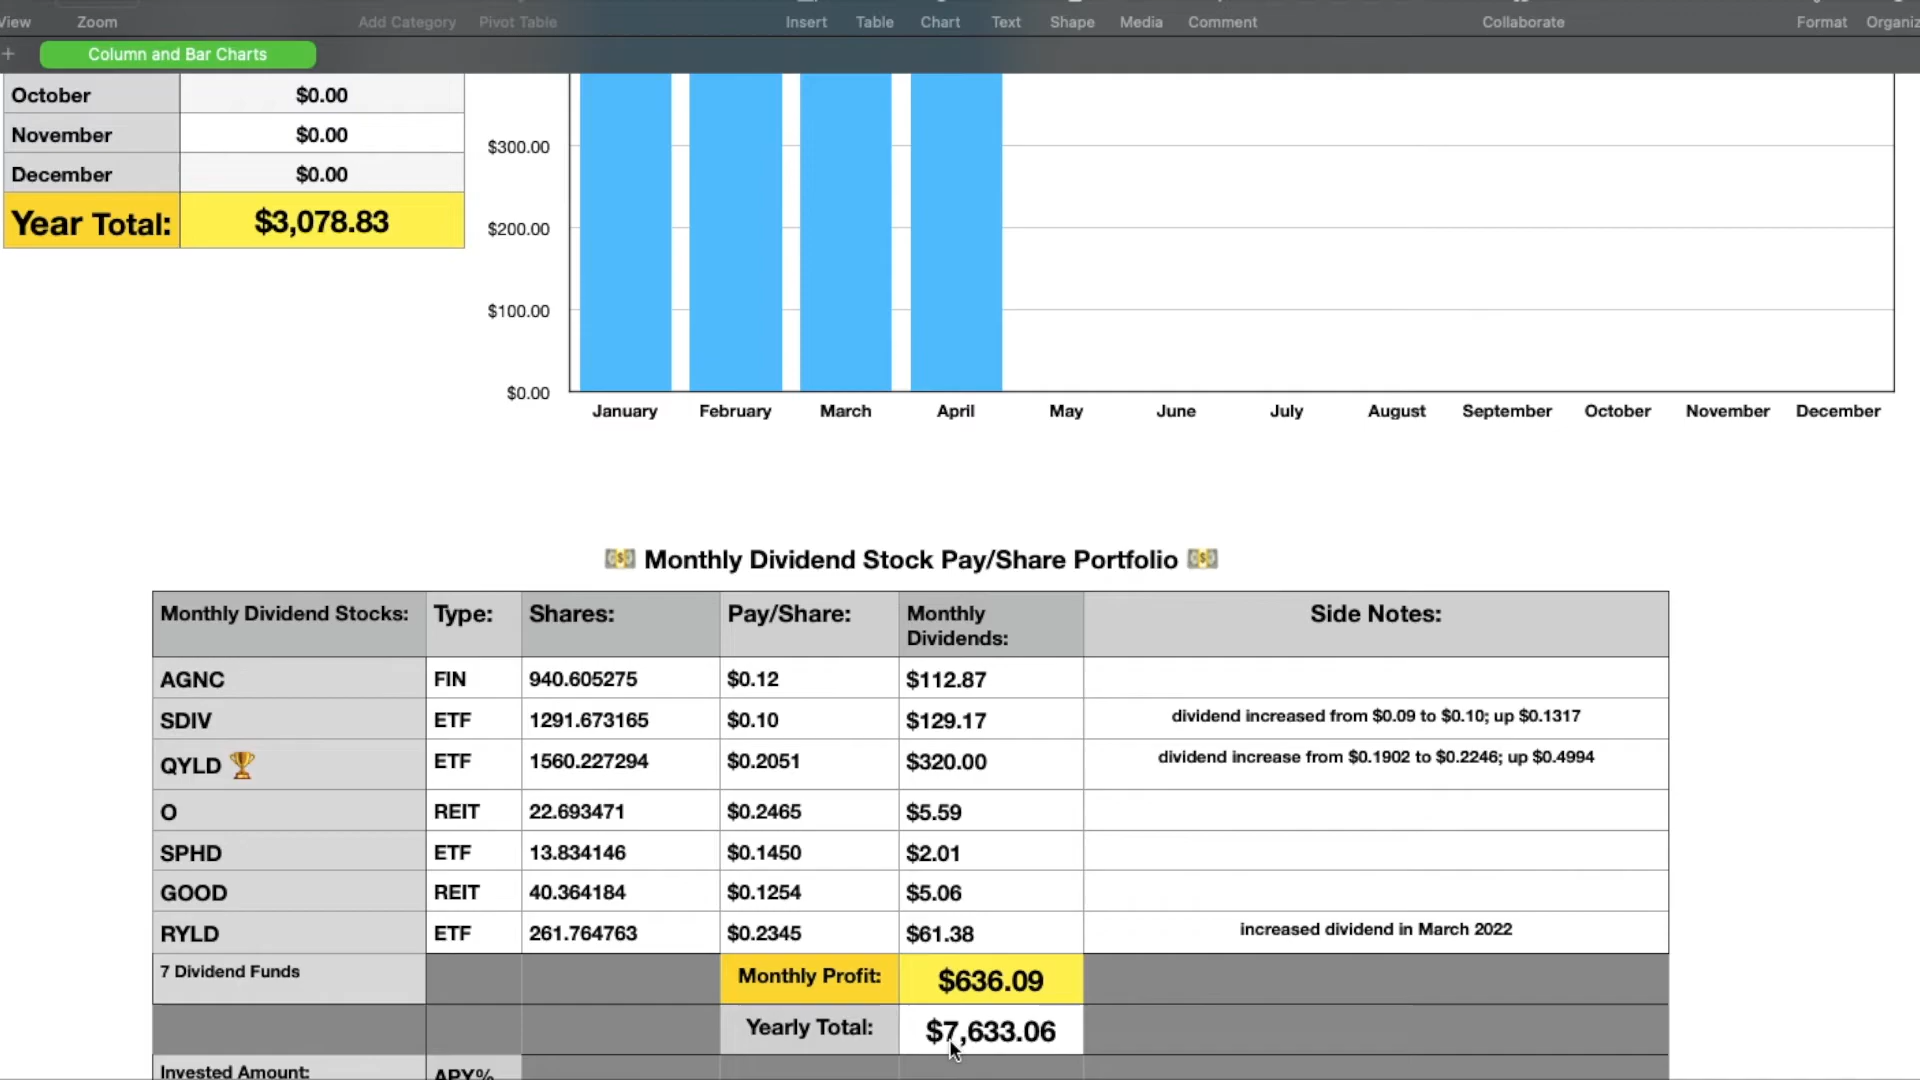 View Zoom Add Category Pivot Table Insert Table Chart Text Shape Media Comment Collaborate Format
+ Column and Bar Charts
October $0.00
November $0.00
December $0.00
Year Total: $3,078.83
$300.00
$200.00
$100.00
$0.00
January February March April May June July August September October November December
Monthly Dividend Stock Pay/Share Portfolio
Monthly Dividend Stocks: Type: Shares: Pay/Share: Monthly Dividends: Side Notes:
AGNC FIN 940.605275 $0.12 $112.87
SDIV ETF 1291.673165 $0.10 $129.17 dividend increased from $0.09 to $0.10; up $0.1317
QYLD ETF 1560.227294 $0.2051 $320.00 dividend increase from $0.1902 to $0.2246; up $0.4994
O REIT 22.693471 $0.2465 $5.59
SPHD ETF 13.834146 $0.1450 $2.01
GOOD REIT 40.364184 $0.1254 $5.06
RYLD ETF 261.764763 $0.2345 $61.38 increased dividend in March 2022
7 Dividend Funds Monthly Profit: $636.09
Yearly Total: $7,633.06
Invested Amount: APY%